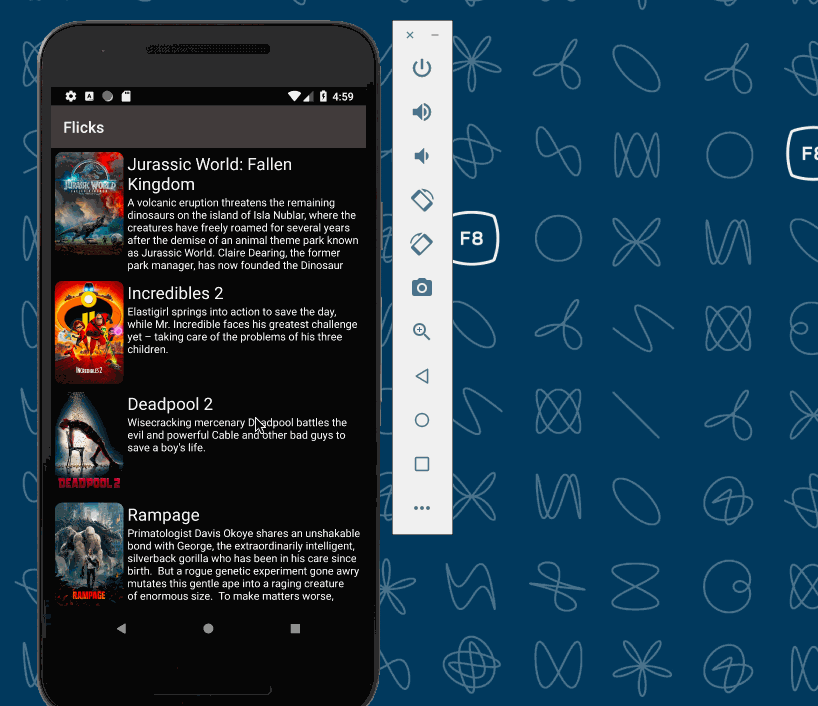 4:59
Flicks
JURASSIC WORLD
Jurassic World: Fallen
Kingdom
A volcanic eruption threatens the remaining
dinosaurs on the island of Isla Nublar, where the
creatures have freely roamed for several years
after the demise of an animal theme park known
as Jurassic World. Claire Dearing, the former
park manager, has now founded the Dinosaur
INCREDIBLES 2
Incredibles 2
Elastigirl springs into action to save the day,
while Mr. Incredible faces his greatest challenge
yet – taking care of the problems of his three
children.
DEADPOOL 2
Deadpool 2
Wisecracking mercenary Deadpool battles the
evil and powerful Cable and other bad guys to
save a boy's life.
RAMPAGE
Rampage
Primatologist Davis Okoye shares an unshakable
bond with George, the extraordinarily intelligent,
silverback gorilla who has been in his care since
birth.  But a rogue genetic experiment gone awry
mutates this gentle ape into a raging creature
of enormous size.  To make matters worse,
F8
F8